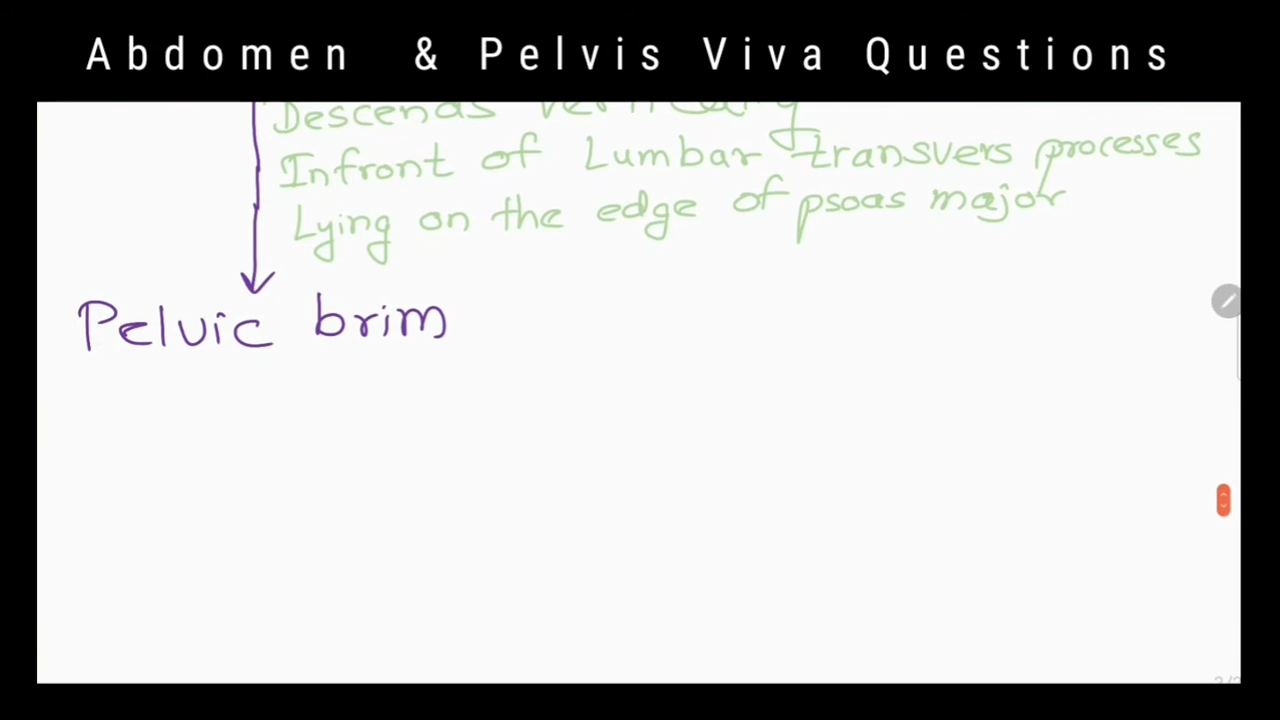 Abdomen & Pelvis Viva Questions
Descends vertically
Infront of Lumbar transvers processes
Lying on the edge of psoas major
Pelvic brim